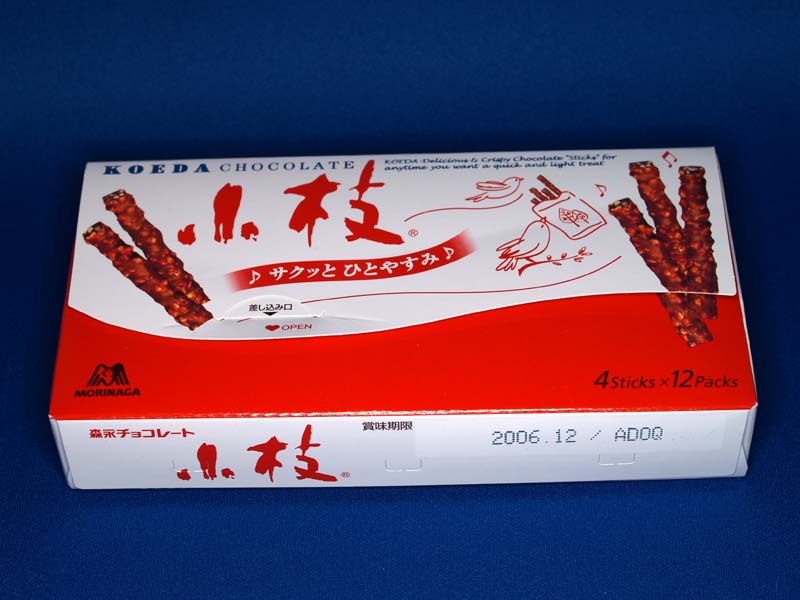 KOEDA CHOCOLATE
KOEDA-Delicious & Crispy Chocolate "Sticks" for
anytime you want a quick and light treat
小枝®
♪ サクッと ひとやすみ ♪
差し込み口
♥ OPEN
MORINAGA
4Sticks×12Packs
森永チョコレート
小枝®
賞味期限
2006.12 / ADOQ